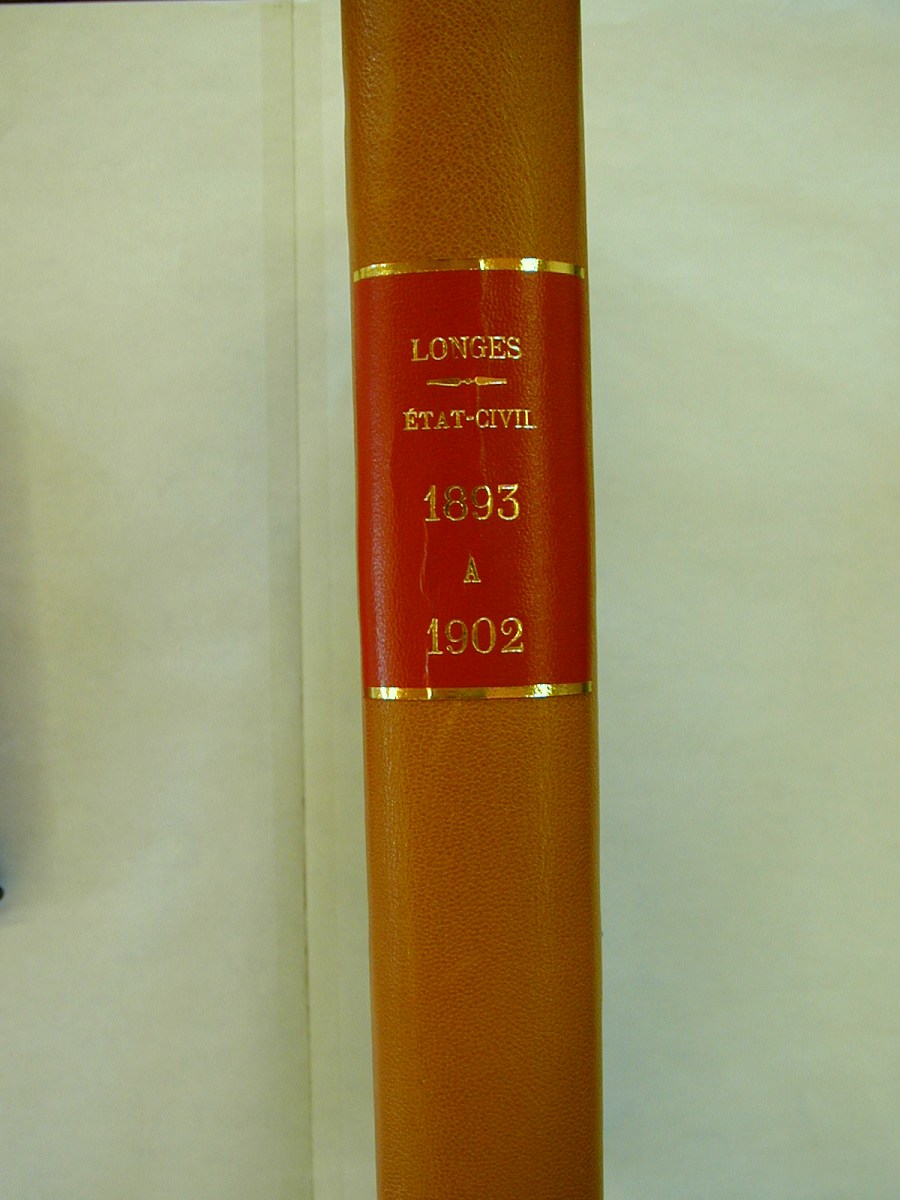 LONGES
ÉTAT-CIVIL
1893
A
1902